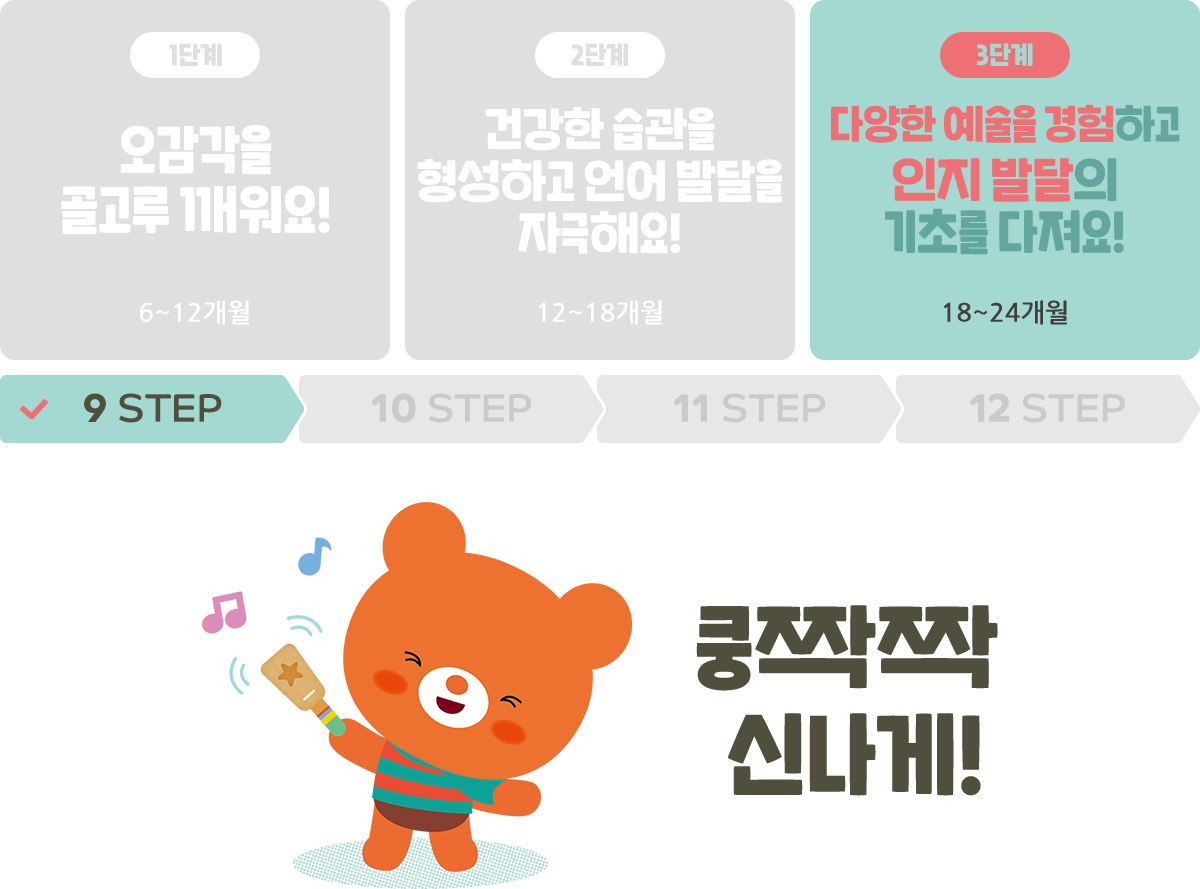 1단계
오감각을
골고루 깨워요!
6~12개월
2단계
건강한 습관을
형성하고 언어 발달을
자극해요!
12~18개월
3단계
다양한 예술을 경험하고
인지 발달의
기초를 다져요!
18~24개월
9 STEP
10 STEP
11 STEP
12 STEP
쿵짝짝
신나게!